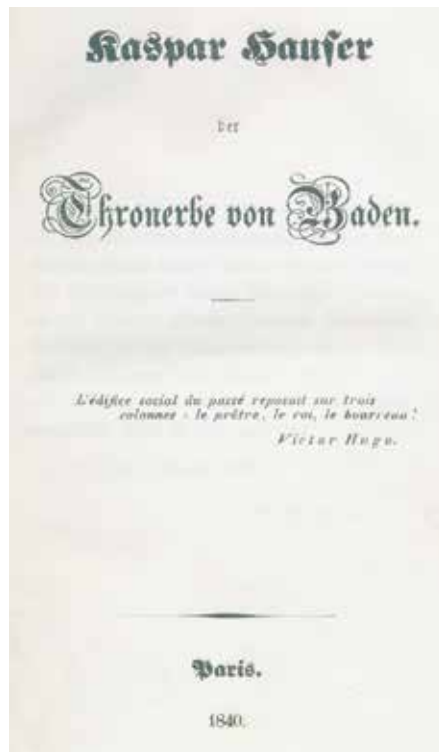 Kaspar Hauser
der
Thronerbe von Baden.
L'édifice social du passé reposait sur trois
colonnes - le prêtre, le roi, le bourreau!
Victor Hugo.
Paris.
1840.